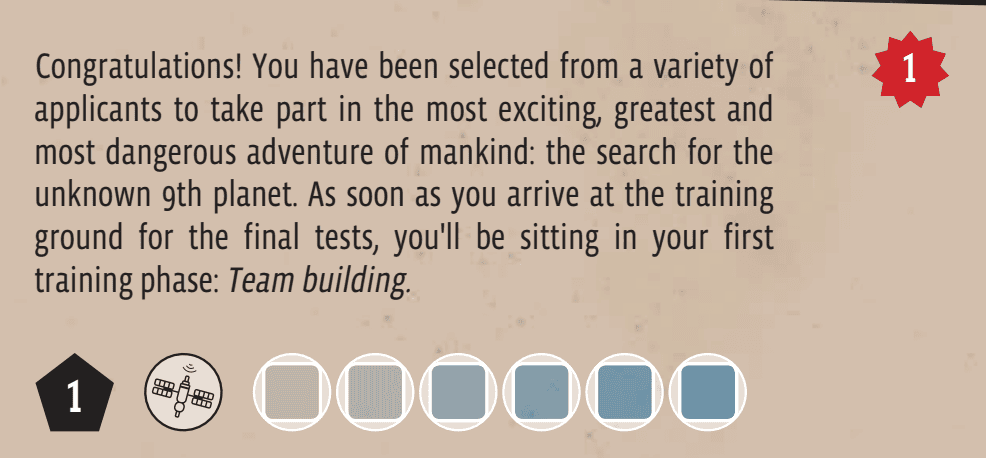 Congratulations! You have been selected from a variety of
applicants to take part in the most exciting, greatest and
most dangerous adventure of mankind: the search for the
unknown 9th planet. As soon as you arrive at the training
ground for the final tests, you'll be sitting in your first
training phase: Team building.
1
1